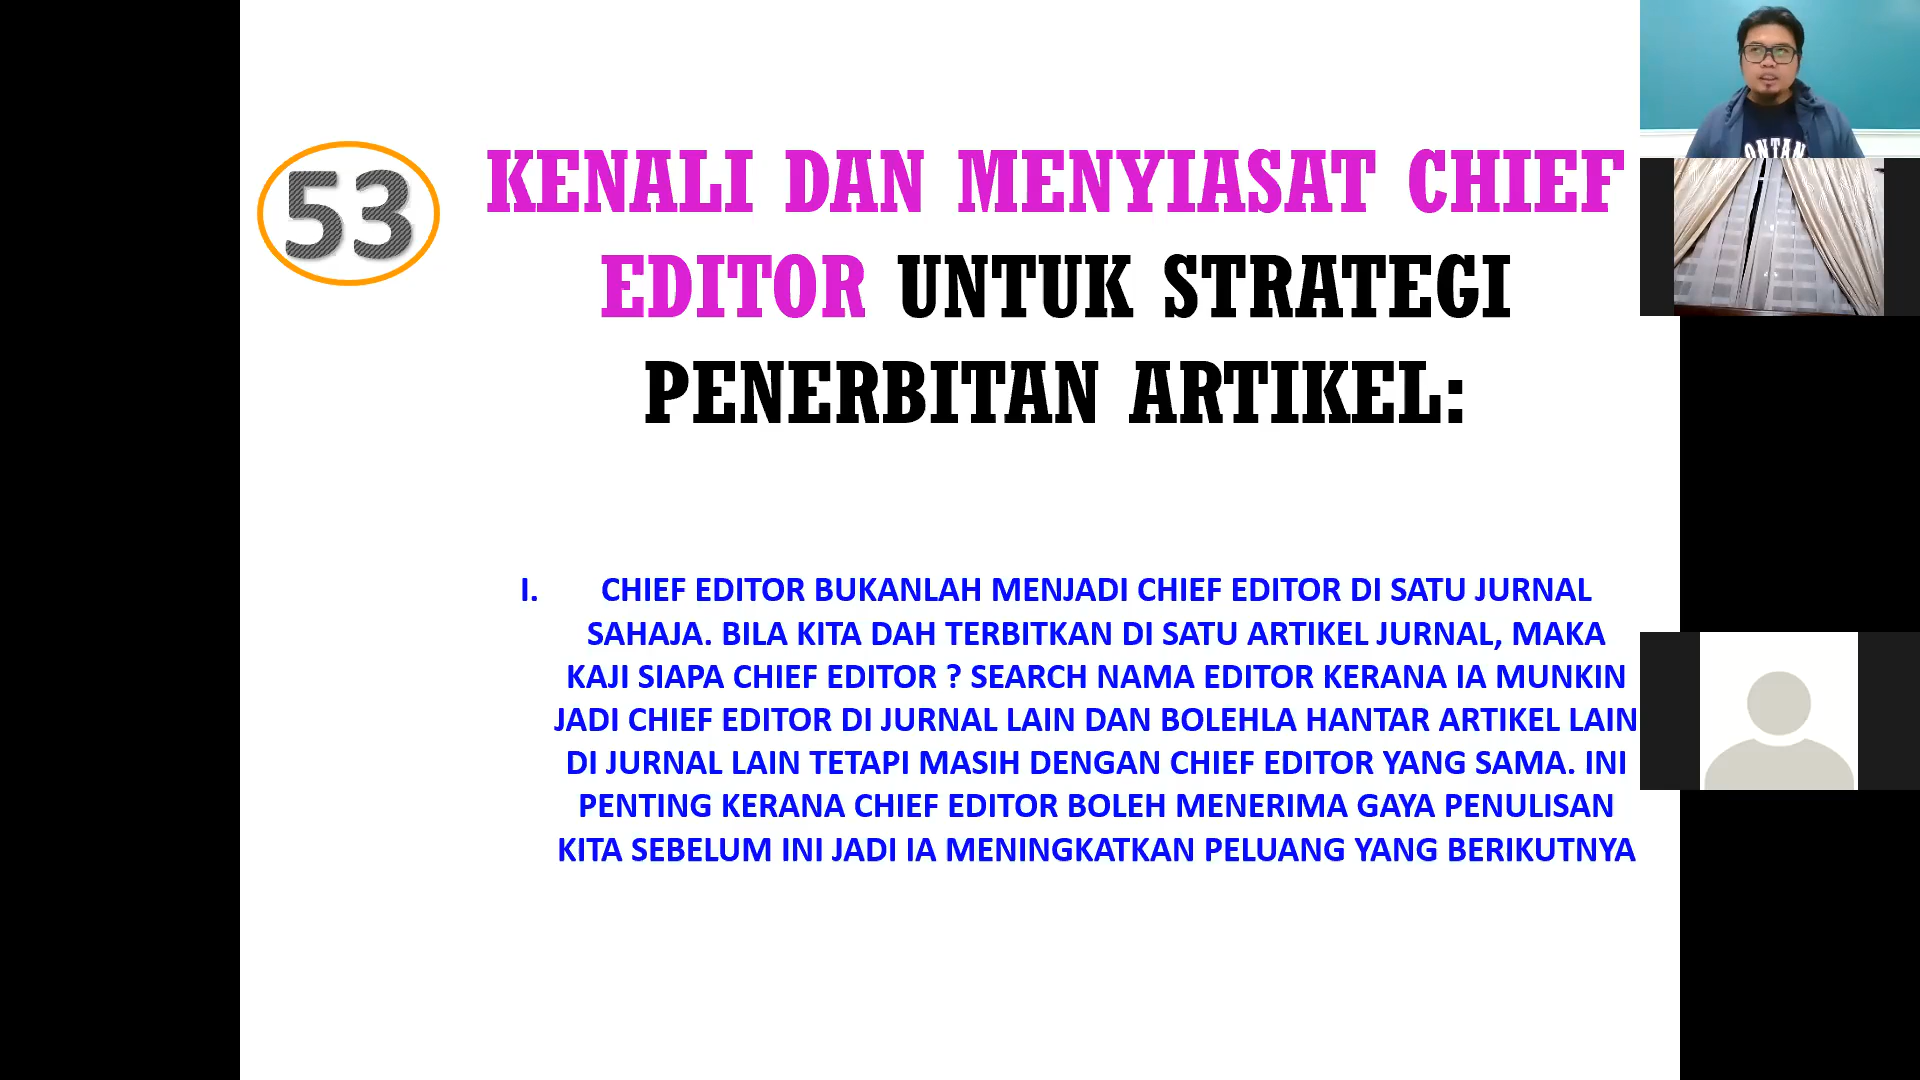 53
KENALI DAN MENYIASAT CHIEF
EDITOR UNTUK STRATEGI
PENERBITAN ARTIKEL:
I. CHIEF EDITOR BUKANLAH MENJADI CHIEF EDITOR DI SATU JURNAL
SAHAJA. BILA KITA DAH TERBITKAN DI SATU ARTIKEL JURNAL, MAKA
KAJI SIAPA CHIEF EDITOR ? SEARCH NAMA EDITOR KERANA IA MUNKIN
JADI CHIEF EDITOR DI JURNAL LAIN DAN BOLEHLA HANTAR ARTIKEL LAIN
DI JURNAL LAIN TETAPI MASIH DENGAN CHIEF EDITOR YANG SAMA. INI
PENTING KERANA CHIEF EDITOR BOLEH MENERIMA GAYA PENULISAN
KITA SEBELUM INI JADI IA MENINGKATKAN PELUANG YANG BERIKUTNYA